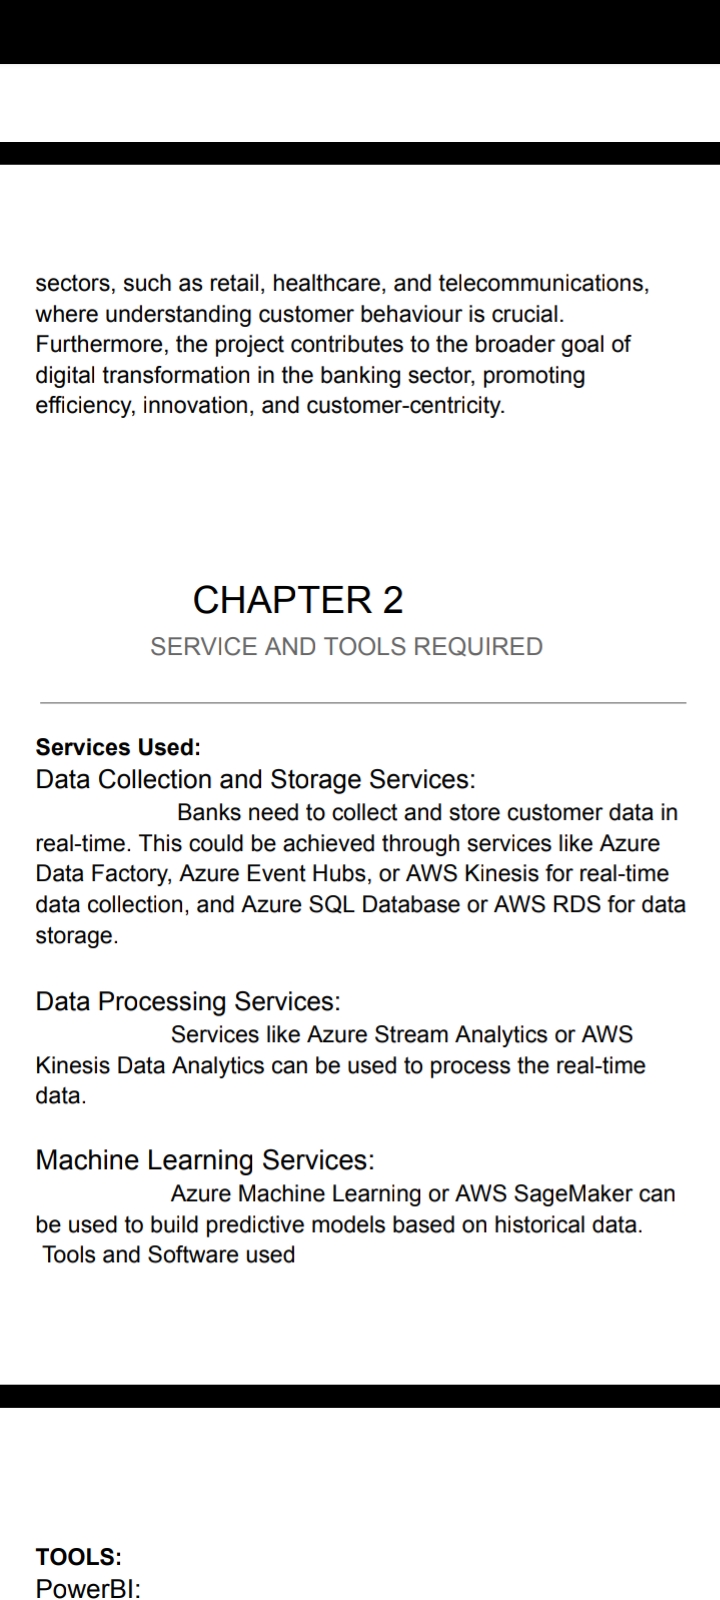 sectors, such as retail, healthcare, and telecommunications,
where understanding customer behaviour is crucial.
Furthermore, the project contributes to the broader goal of
digital transformation in the banking sector, promoting
efficiency, innovation, and customer-centricity.
CHAPTER 2
SERVICE AND TOOLS REQUIRED
Services Used:
Data Collection and Storage Services:
Banks need to collect and store customer data in
real-time. This could be achieved through services like Azure
Data Factory, Azure Event Hubs, or AWS Kinesis for real-time
data collection, and Azure SQL Database or AWS RDS for data
storage.
Data Processing Services:
Services like Azure Stream Analytics or AWS
Kinesis Data Analytics can be used to process the real-time
data.
Machine Learning Services:
Azure Machine Learning or AWS SageMaker can
be used to build predictive models based on historical data.
Tools and Software used
TOOLS:
PowerBI: